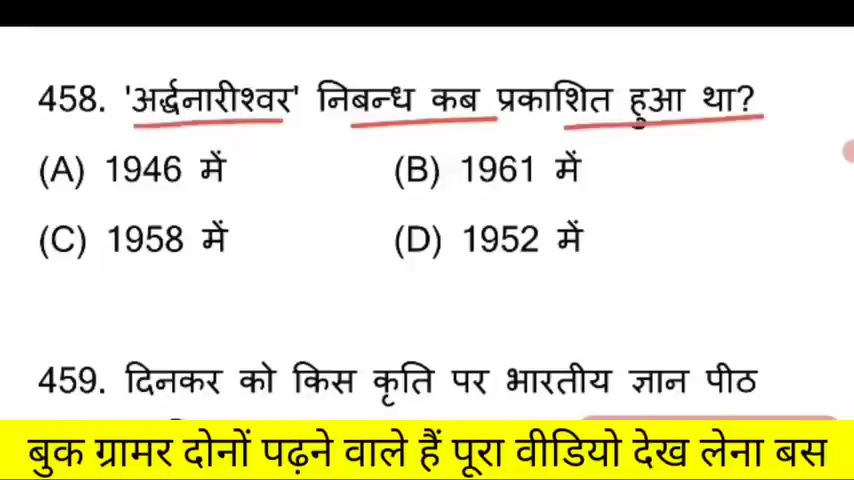 458. 'अर्द्धनारीश्वर' निबन्ध कब प्रकाशित हुआ था?
(A) 1946 में (B) 1961 में
(C) 1958 में (D) 1952 में
459. दिनकर को किस कृति पर भारतीय ज्ञान पीठ
बुक ग्रामर दोनों पढ़ने वाले हैं पूरा वीडियो देख लेना बस